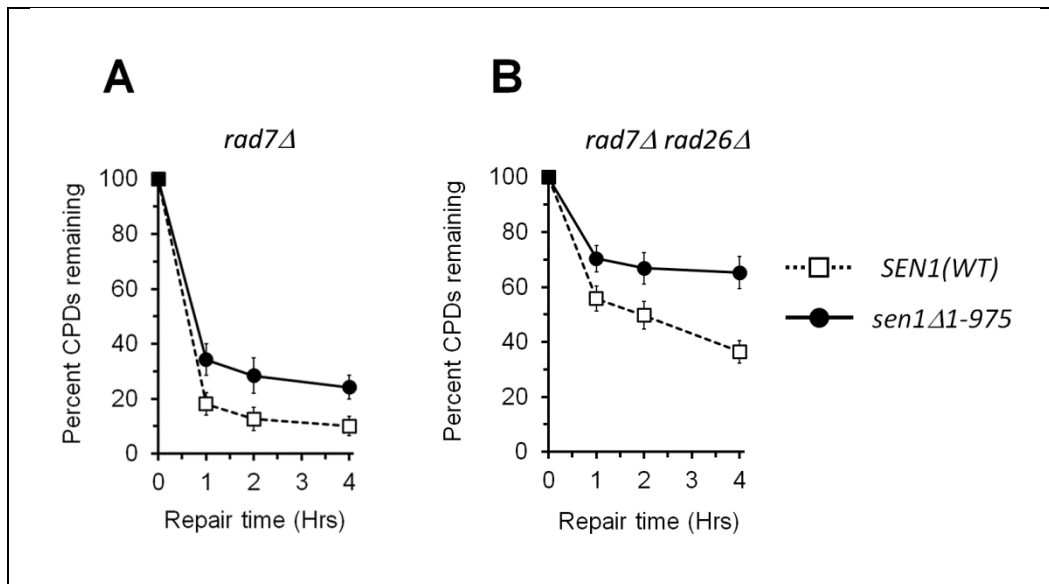 A
B
rad7Δ
rad7Δ rad26Δ
Percent CPDs remaining
100
80
60
40
20
0
0 1 2 3 4
Repair time (Hrs)
Percent CPDs remaining
100
80
60
40
20
0
0 1 2 3 4
Repair time (Hrs)
SEN1(WT)
sen1Δ1-975